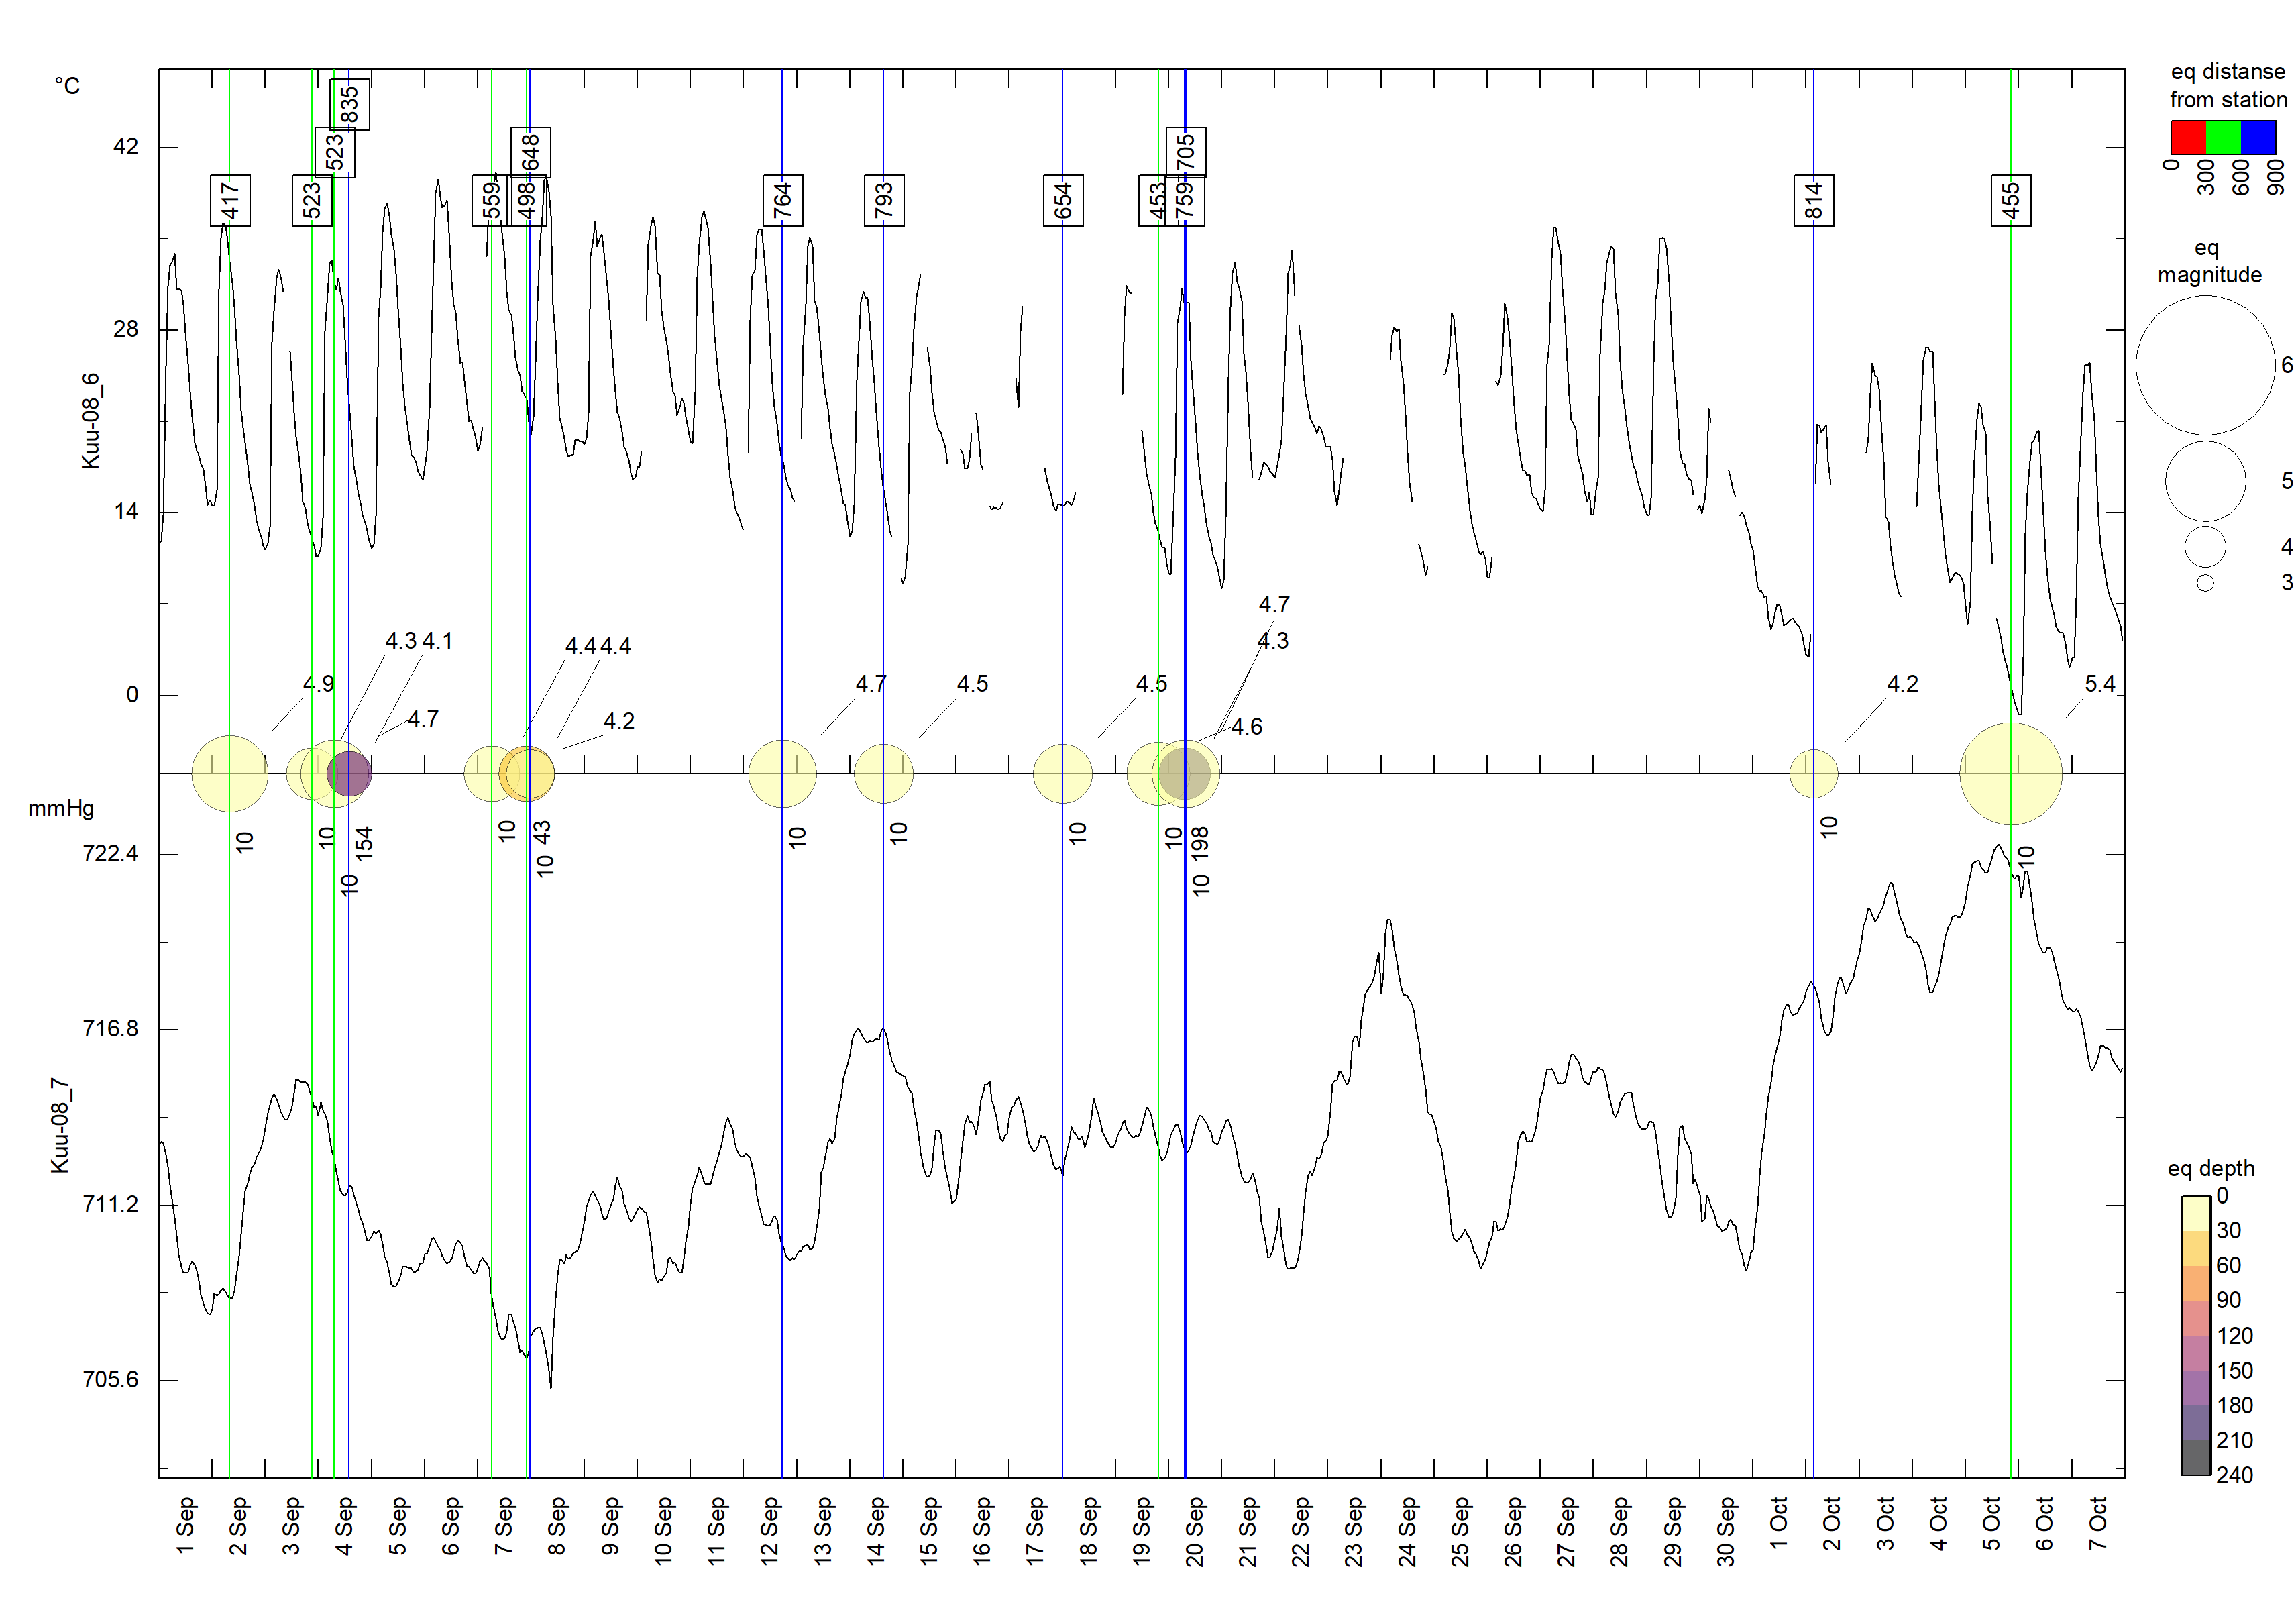 °C
42
28
14
0
Kuu-08_6
835
523
648
705
417
523
559
498
764
793
654
453
759
814
455
4.7
4.3
4.3 4.1
4.4 4.4
4.9
4.7
4.5
4.5
4.2
5.4
4.7
4.2
4.6
mmHg
722.4
716.8
711.2
705.6
Kuu-08_7
10
10
10
154
10
10
43
10
10
10
10
10
198
10
10
1 Sep
2 Sep
3 Sep
4 Sep
5 Sep
6 Sep
7 Sep
8 Sep
9 Sep
10 Sep
11 Sep
12 Sep
13 Sep
14 Sep
15 Sep
16 Sep
17 Sep
18 Sep
19 Sep
20 Sep
21 Sep
22 Sep
23 Sep
24 Sep
25 Sep
26 Sep
27 Sep
28 Sep
29 Sep
30 Sep
1 Oct
2 Oct
3 Oct
4 Oct
5 Oct
6 Oct
7 Oct
eq distanse
from station
0
300
600
900
eq
magnitude
6
5
4
3
eq depth
0
30
60
90
120
150
180
210
240